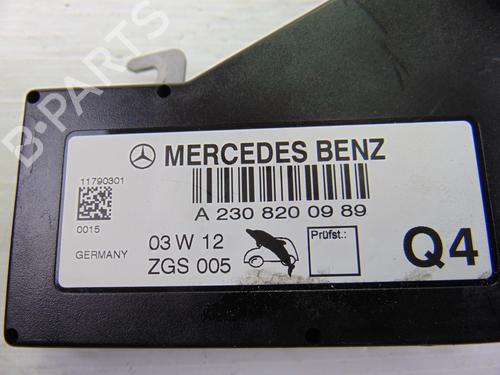 B-PARTS
MERCEDES BENZ
A 230 820 09 89
11790301
0015
GERMANY
03 W 12
ZGS 005
Prüfst.:
Q4